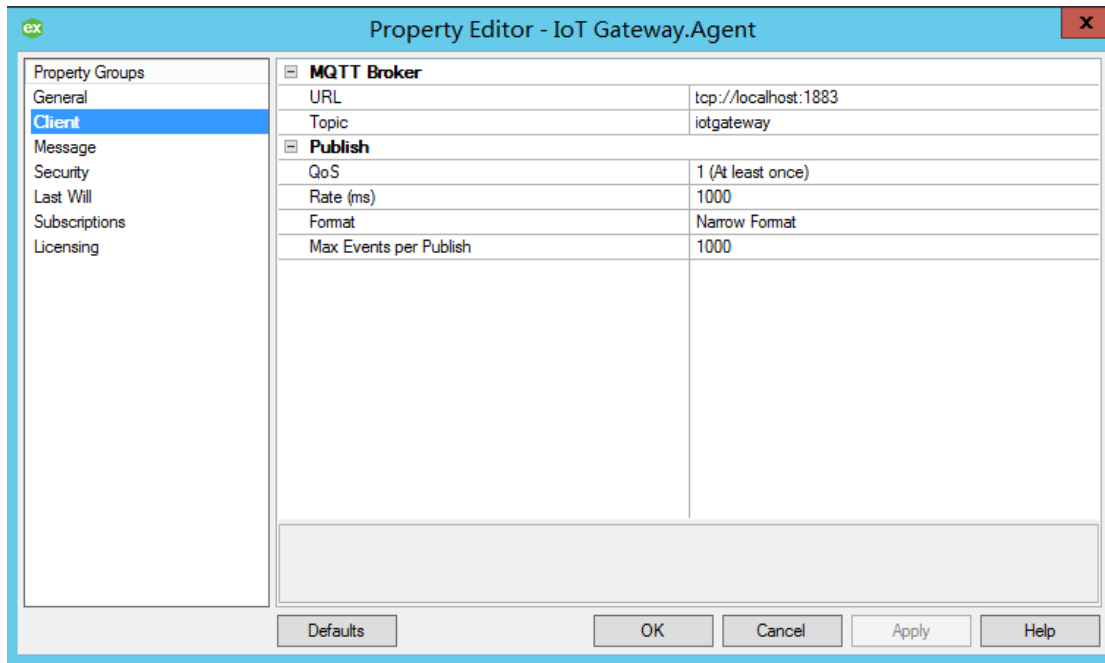 ex
Property Editor - IoT Gateway.Agent
x
Property Groups
General
Client
Message
Security
Last Will
Subscriptions
Licensing
MQTT Broker
URL tcp://localhost:1883
Topic iotgateway
Publish
QoS 1 (At least once)
Rate (ms) 1000
Format Narrow Format
Max Events per Publish 1000
Defaults OK Cancel Apply Help